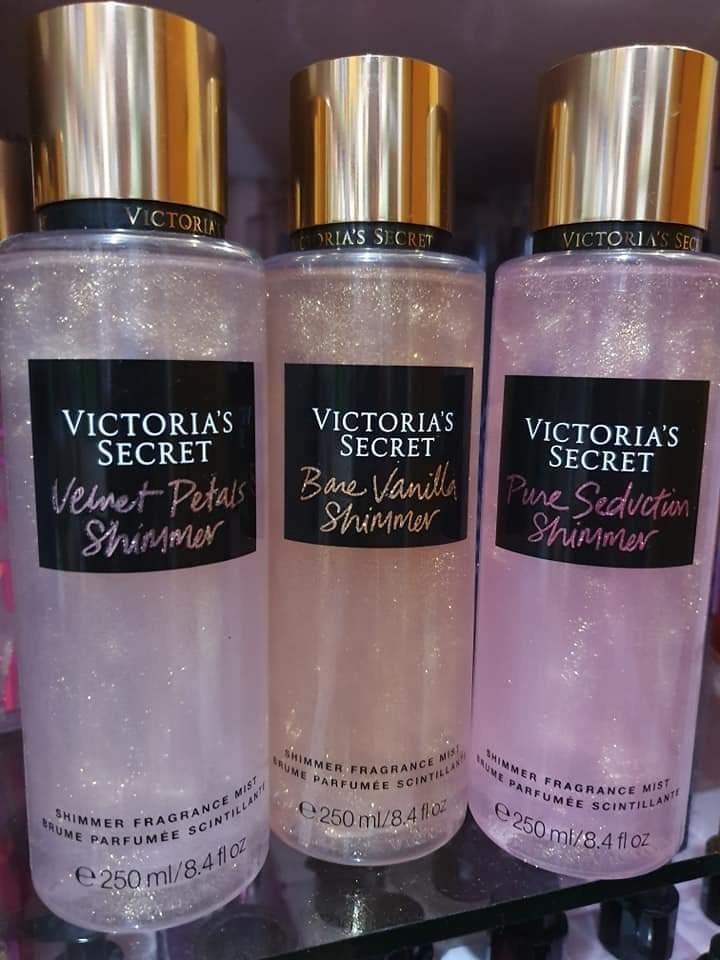 VICTORIA
VICTORIA'S
SECRET
Velvet Petals
Shimmer
SHIMMER FRAGRANCE MIST
BRUME PARFUMÉE SCINTILLANTE
℮250 ml/8.4 fl oz
TORIA'S SECRET
VICTORIA'S
SECRET
Bare Vanilla
Shimmer
SHIMMER FRAGRANCE MIST
BRUME PARFUMÉE SCINTILLANTE
℮250 ml/8.4 fl oz
VICTORIA'S SEC
VICTORIA'S
SECRET
Pure Seduction
Shimmer
SHIMMER FRAGRANCE MIST
BRUME PARFUMÉE SCINTILLANTE
℮250 ml/8.4 fl oz